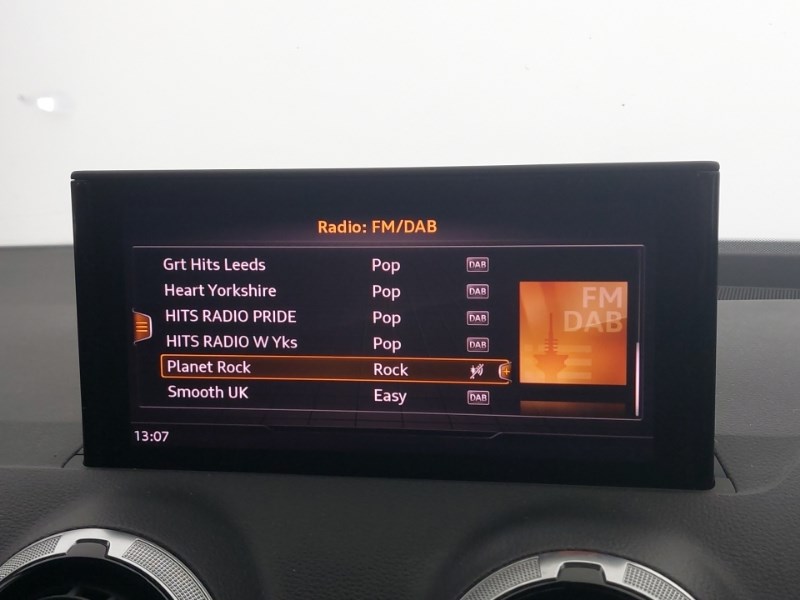 Radio: FM/DAB
Grt Hits Leeds Pop DAB
Heart Yorkshire Pop DAB
HITS RADIO PRIDE Pop DAB
HITS RADIO W Yks Pop DAB
Planet Rock Rock
Smooth UK Easy DAB
FM
DAB
13:07